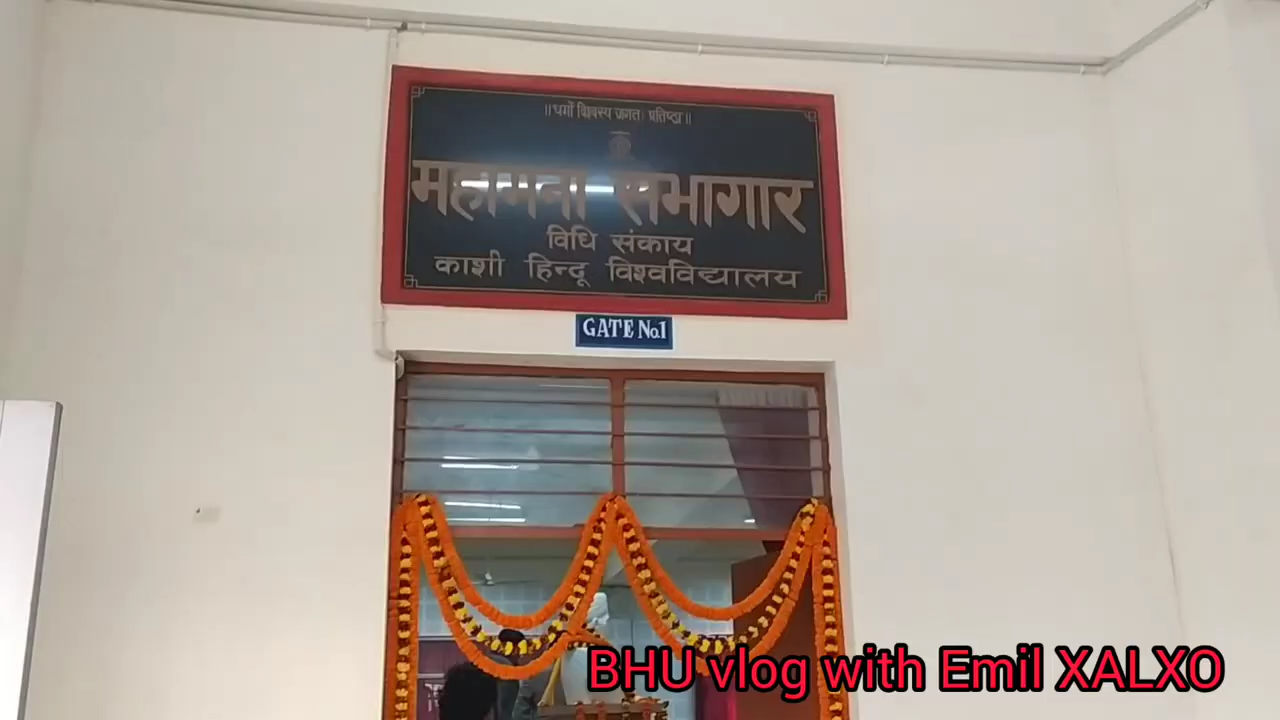 ॥ धर्मो विश्वस्य जगतः प्रतिष्ठा ॥
महामना सभागार
विधि संकाय
काशी हिन्दू विश्वविद्यालय
GATE No.1
BHU vlog with Emil XALXO